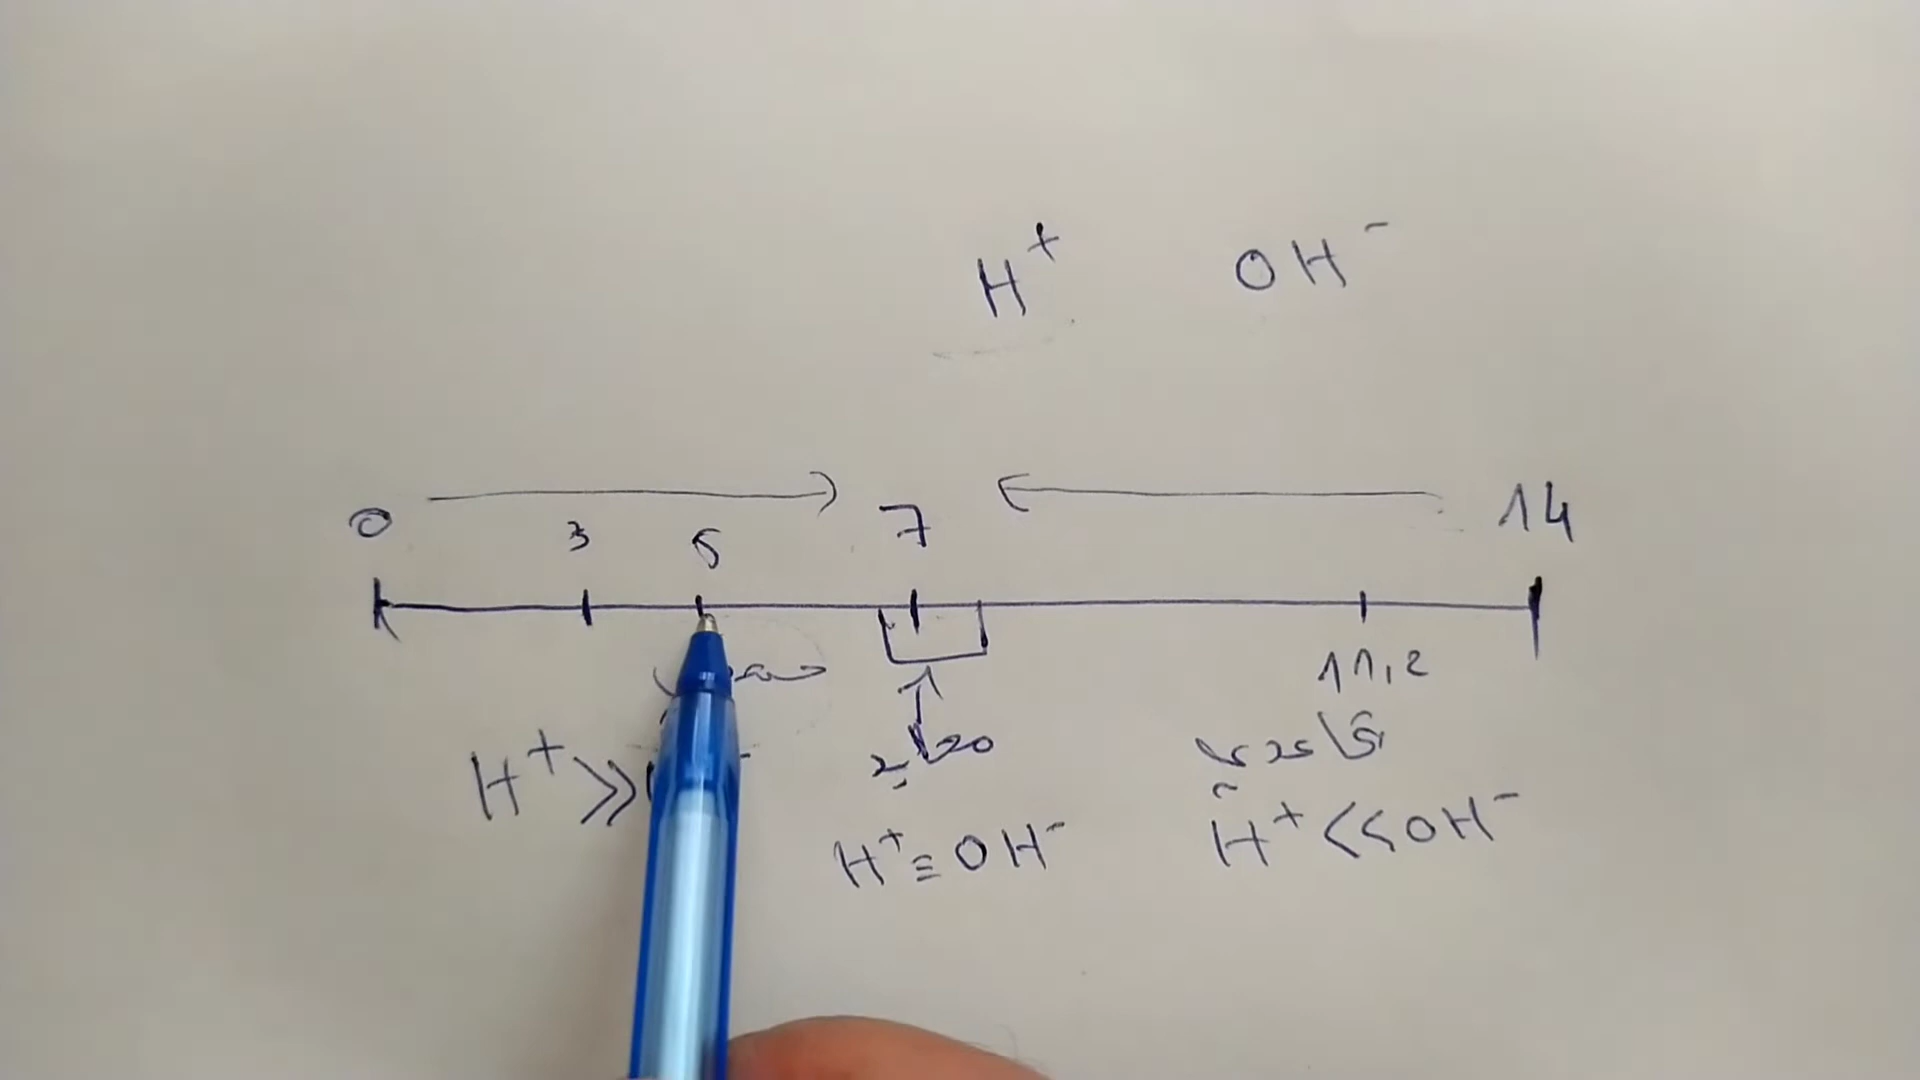 H⁺ OH⁻
0 3 5 7 14
11,2
H⁺ >>
H⁺ ≡ OH⁻ H⁺ << OH⁻